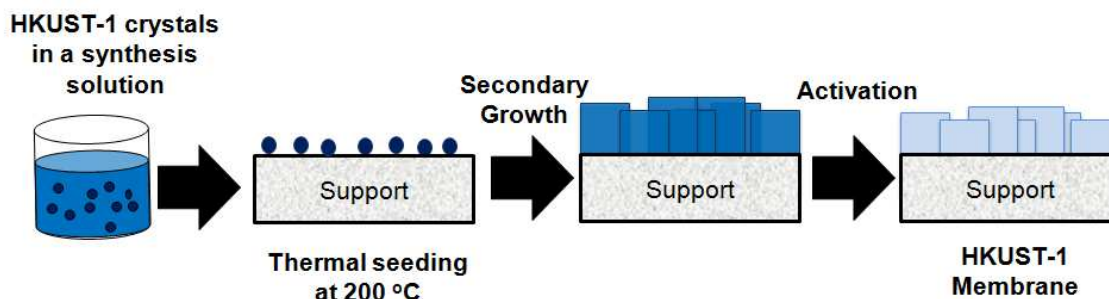 HKUST-1 crystals
in a synthesis
solution
Support
Thermal seeding
at 200 ºC
Secondary
Growth
Support
Activation
Support
HKUST-1
Membrane